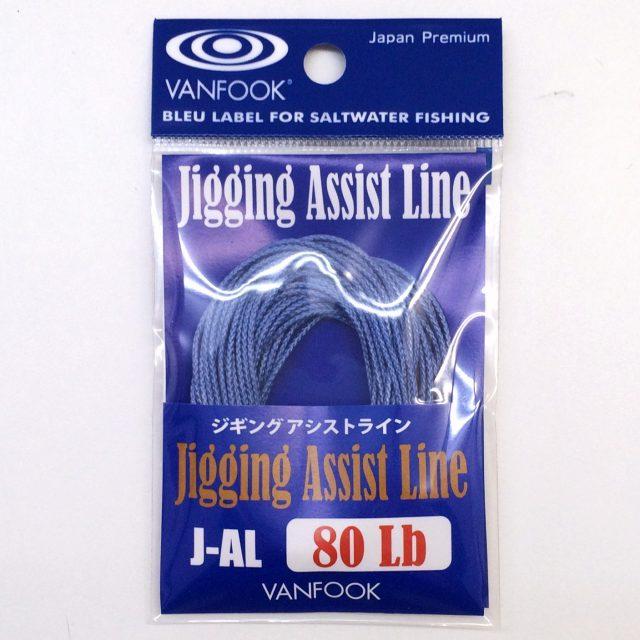 Japan Premium
VANFOOK®
BLEU LABEL FOR SALTWATER FISHING
Jigging Assist Line
ジギング アシストライン
Jigging Assist Line
J-AL 80 Lb
VANFOOK